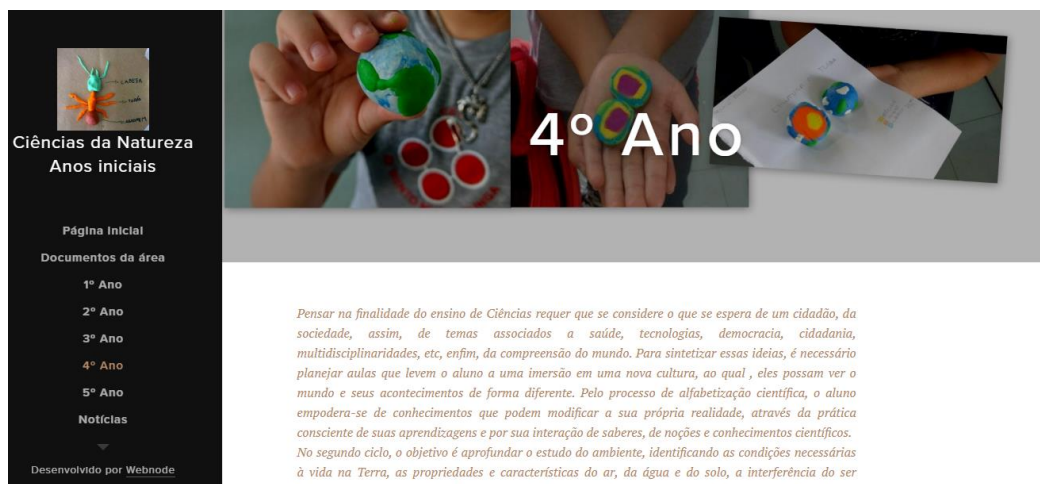 CABEÇA
Ciências da Natureza
Anos iniciais
Página inicial
Documentos da área
1º Ano
2º Ano
3º Ano
4º Ano
5º Ano
Notícias
Desenvolvido por Webnode
4º Ano
Pensar na finalidade do ensino de Ciências requer que se considere o que se espera de um cidadão, da
sociedade, assim, de temas associados a saúde, tecnologias, democracia, cidadania,
multidisciplinaridades, etc, enfim, da compreensão do mundo. Para sintetizar essas ideias, é necessário
planejar aulas que levem o aluno a uma imersão em uma nova cultura, ao qual , eles possam ver o
mundo e seus acontecimentos de forma diferente. Pelo processo de alfabetização científica, o aluno
empodera-se de conhecimentos que podem modificar a sua própria realidade, através da prática
consciente de suas aprendizagens e por sua interação de saberes, de noções e conhecimentos científicos.
No segundo ciclo, o objetivo é aprofundar o estudo do ambiente, identificando as condições necessárias
à vida na Terra, as propriedades e características do ar, da água e do solo, a interferência do ser